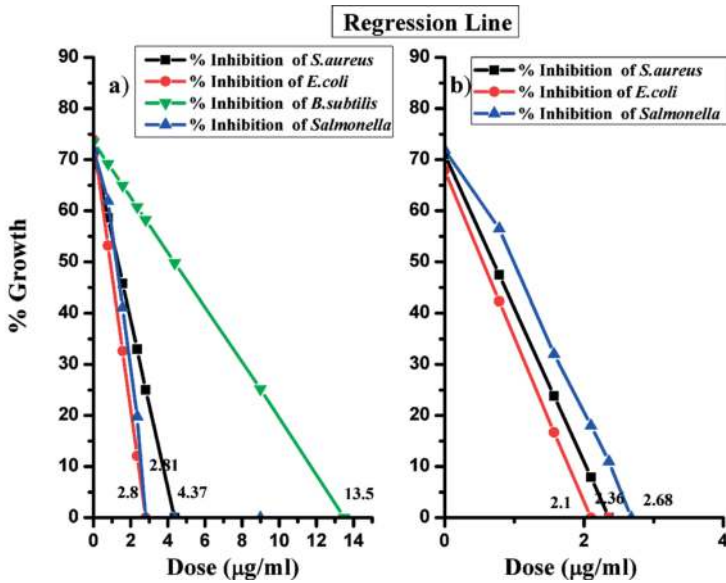 Regression Line
a)
% Inhibition of S.aureus
% Inhibition of E.coli
% Inhibition of B.subtilis
% Inhibition of Salmonella
% Growth
90
80
70
60
50
40
30
20
10
0
2.81
2.8
4.37
13.5
0 2 4 6 8 10 12 14
Dose (µg/ml)
b)
% Inhibition of S.aureus
% Inhibition of E.coli
% Inhibition of Salmonella
90
80
70
60
50
40
30
20
10
0
2.1
2.36
2.68
0 2 4
Dose (µg/ml)